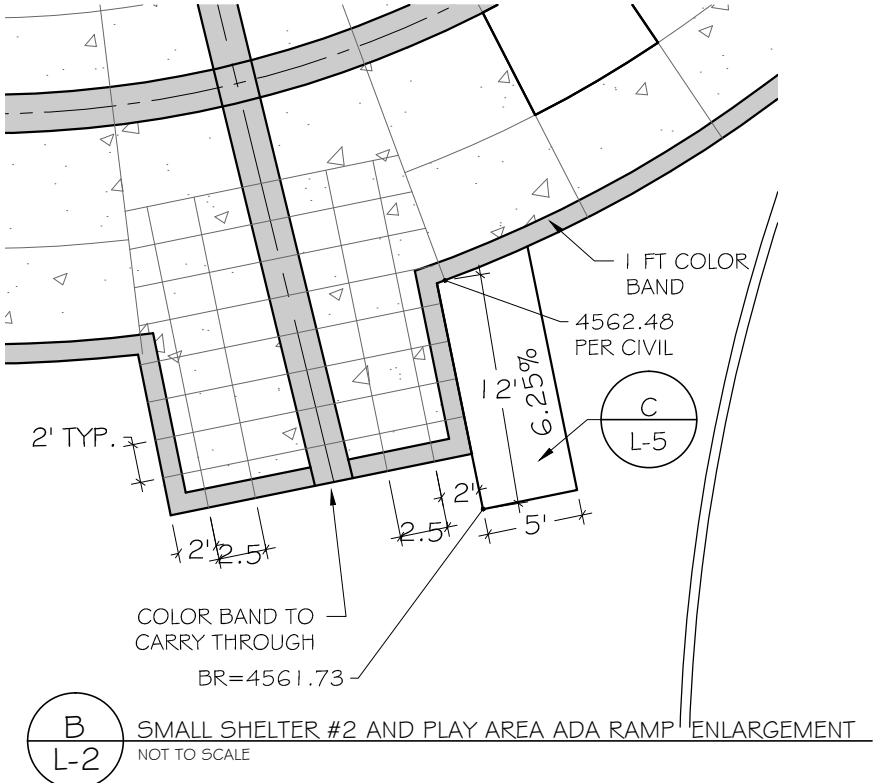 1 FT COLOR
BAND
4562.48
PER CIVIL
12'
6.25%
C
L-5
2' TYP.
2'
2.5'
2.5'
2'
5'
COLOR BAND TO
CARRY THROUGH
BR=4561.73
B
L-2
SMALL SHELTER #2 AND PLAY AREA ADA RAMP ENLARGEMENT
NOT TO SCALE